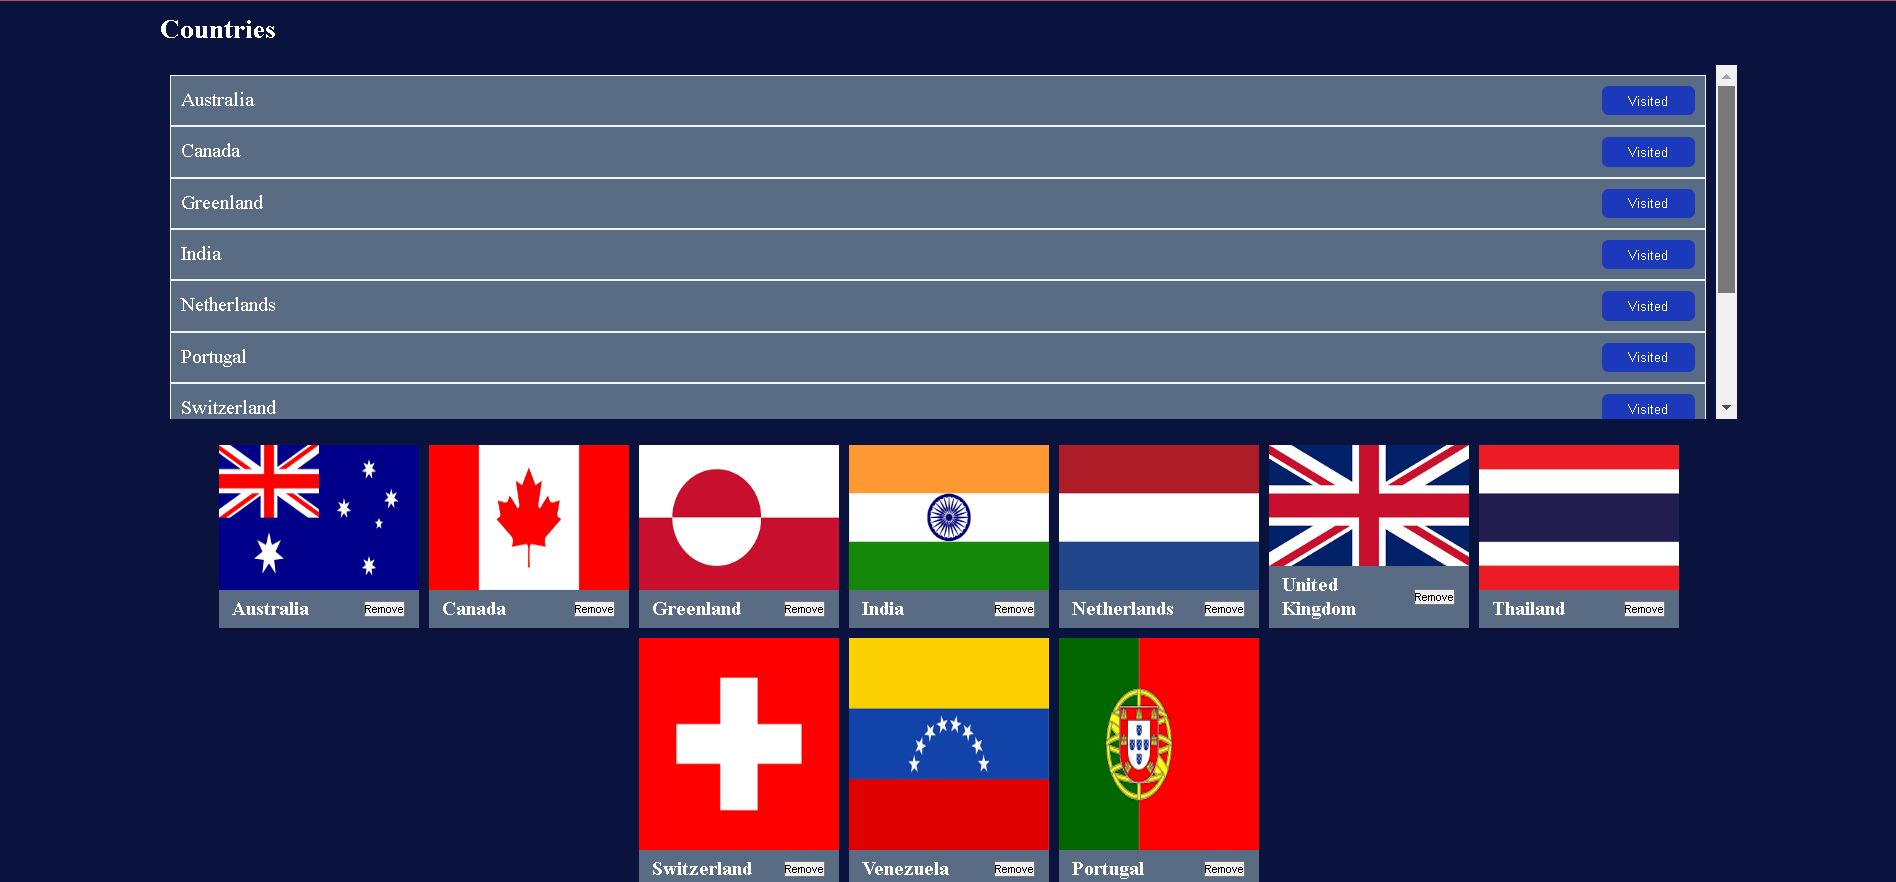 Countries
Australia Visited
Canada Visited
Greenland Visited
India Visited
Netherlands Visited
Portugal Visited
Switzerland Visited
Australia Remove
Canada Remove
Greenland Remove
India Remove
Netherlands Remove
United
Kingdom Remove
Thailand Remove
Switzerland Remove
Venezuela Remove
Portugal Remove